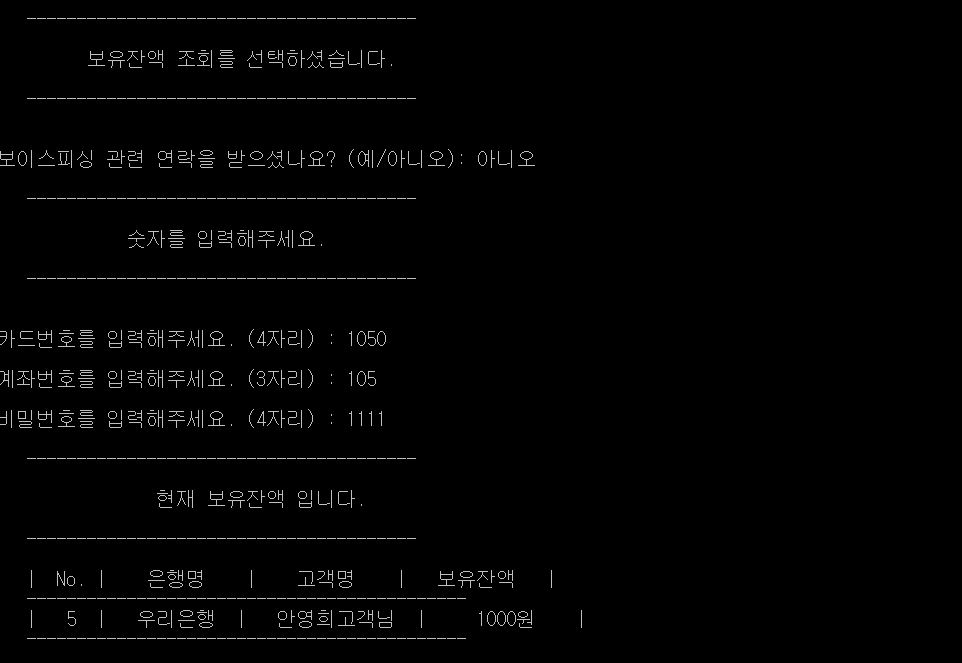 ---------------------------------------
보유잔액 조회를 선택하셨습니다.
---------------------------------------
보이스피싱 관련 연락을 받으셨나요? (예/아니오): 아니오
---------------------------------------
숫자를 입력해주세요.
---------------------------------------
카드번호를 입력해주세요. (4자리) : 1050
계좌번호를 입력해주세요. (3자리) : 105
비밀번호를 입력해주세요. (4자리) : 1111
---------------------------------------
현재 보유잔액 입니다.
---------------------------------------
| No. | 은행명 | 고객명 | 보유잔액 |
--------------------------------------------
| 5 | 우리은행 | 안영희고객님 | 1000원 |
--------------------------------------------